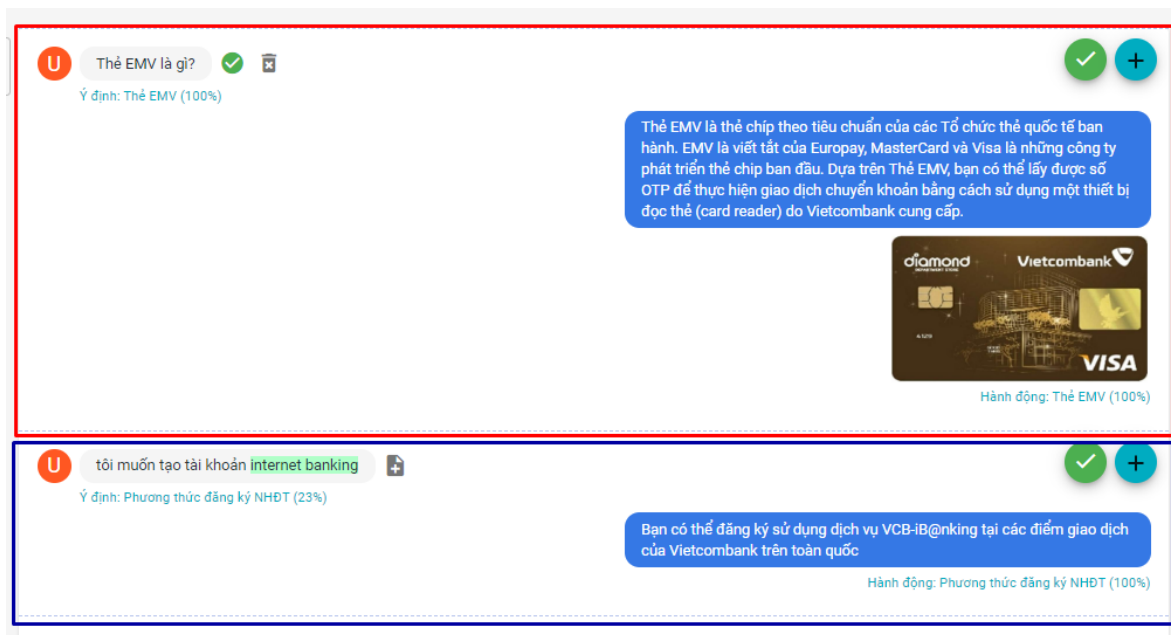 U
Thẻ EMV là gì?
Ý định: Thẻ EMV (100%)
Thẻ EMV là thẻ chíp theo tiêu chuẩn của các Tổ chức thẻ quốc tế ban
hành. EMV là viết tắt của Europay, MasterCard và Visa là những công ty
phát triển thẻ chip ban đầu. Dựa trên Thẻ EMV, bạn có thể lấy được số
OTP để thực hiện giao dịch chuyển khoản bằng cách sử dụng một thiết bị
đọc thẻ (card reader) do Vietcombank cung cấp.
diamond Vietcombank
DEPARTMENT STORE
VISA
Hành động: Thẻ EMV (100%)
U
tôi muốn tạo tài khoản internet banking
Ý định: Phương thức đăng ký NHĐT (23%)
Bạn có thể đăng ký sử dụng dịch vụ VCB-iB@nking tại các điểm giao dịch
của Vietcombank trên toàn quốc
Hành động: Phương thức đăng ký NHĐT (100%)